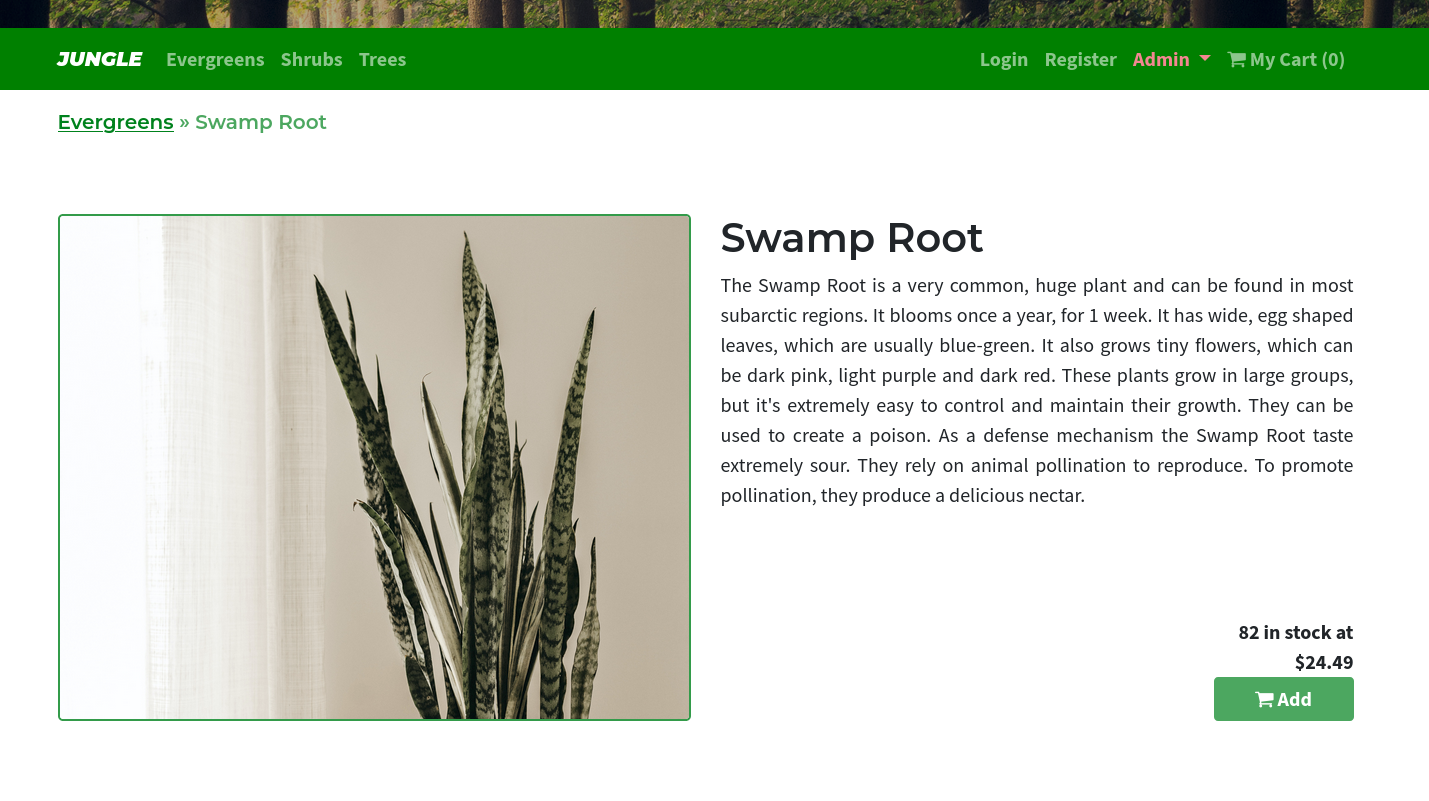 JUNGLE Evergreens Shrubs Trees Login Register Admin My Cart (0)
Evergreens » Swamp Root
Swamp Root
The Swamp Root is a very common, huge plant and can be found in most
subarctic regions. It blooms once a year, for 1 week. It has wide, egg shaped
leaves, which are usually blue-green. It also grows tiny flowers, which can
be dark pink, light purple and dark red. These plants grow in large groups,
but it's extremely easy to control and maintain their growth. They can be
used to create a poison. As a defense mechanism the Swamp Root taste
extremely sour. They rely on animal pollination to reproduce. To promote
pollination, they produce a delicious nectar.
82 in stock at
$24.49
Add